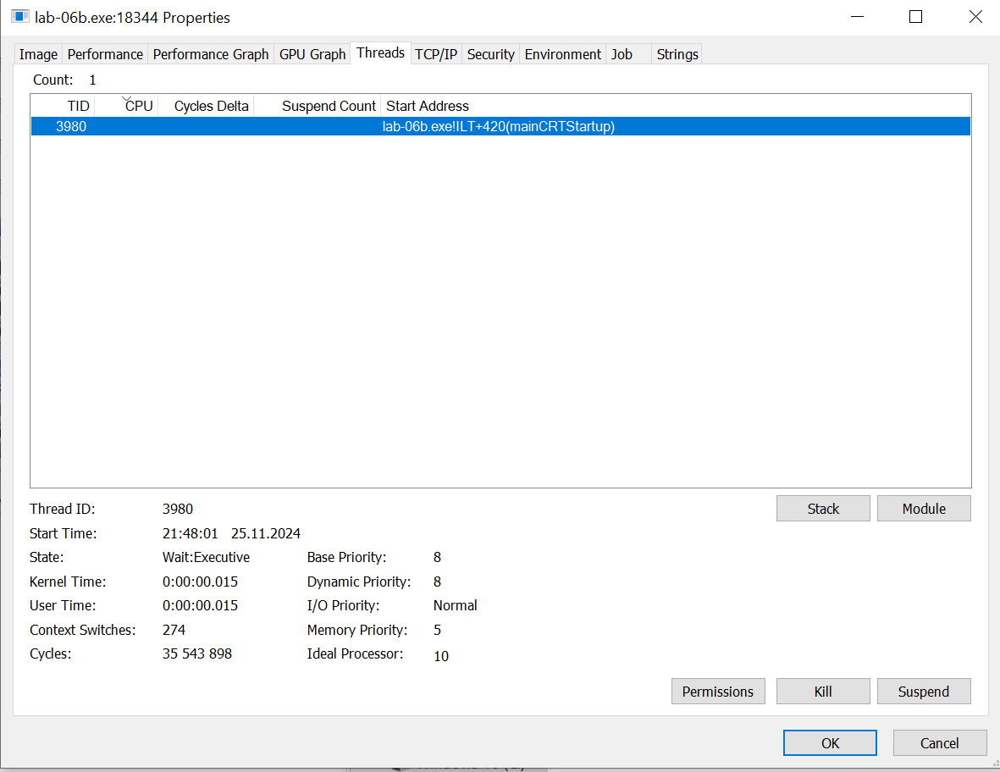 lab-06b.exe:18344 Properties
Image Performance Performance Graph GPU Graph Threads TCP/IP Security Environment Job Strings
Count: 1
TID CPU Cycles Delta Suspend Count Start Address
3980 lab-06b.exe!ILT+420(mainCRTStartup)
Thread ID: 3980 Stack Module
Start Time: 21:48:01 25.11.2024
State: Wait:Executive Base Priority: 8
Kernel Time: 0:00:00.015 Dynamic Priority: 8
User Time: 0:00:00.015 I/O Priority: Normal
Context Switches: 274 Memory Priority: 5
Cycles: 35 543 898 Ideal Processor: 10
Permissions Kill Suspend
OK Cancel